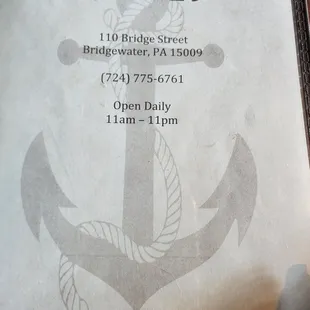 110 Bridge Street
Bridgewater, PA 15009
(724) 775-6761
Open Daily
11am – 11pm